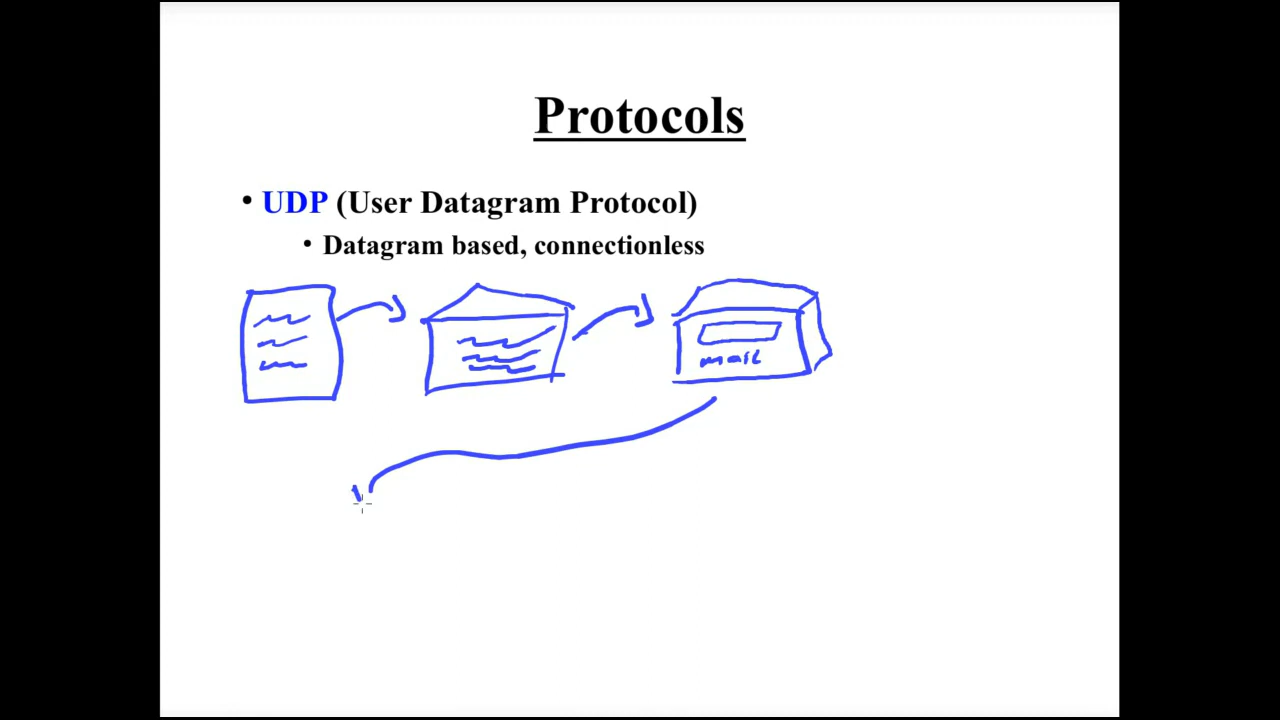 Protocols
• UDP (User Datagram Protocol)
• Datagram based, connectionless
mail